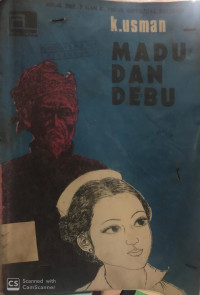 k.usman
MADU
DAN
DEBU
CS
Scanned with
CamScanner